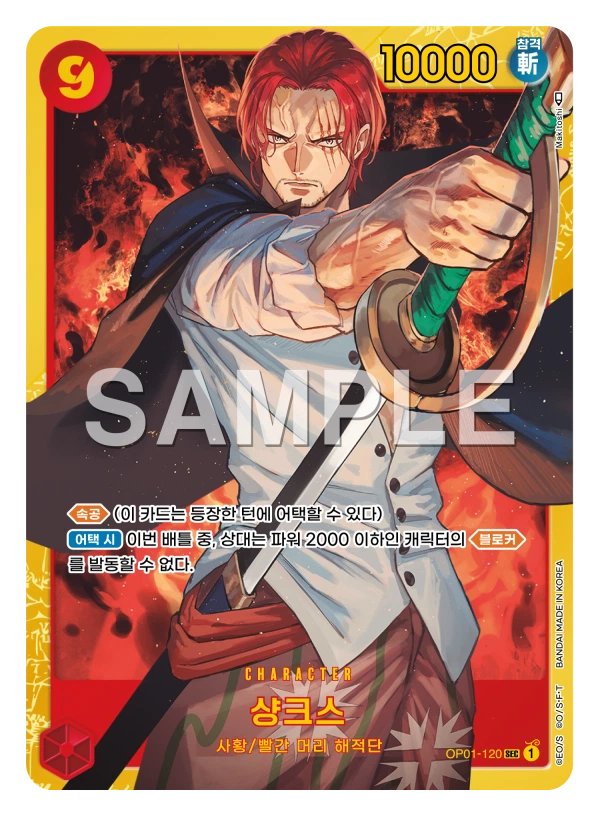 9
10000
참격
斬
Makitoshi
SAMPLE
속공 (이 카드는 등장한 턴에 어택할 수 있다)
어택 시 이번 배틀 중, 상대는 파워 2000 이하인 캐릭터의 블로커
를 발동할 수 없다.
CHARACTER
샹크스
사황/빨간 머리 해적단
OP01-120 SEC 1
©EO/S ©O/S·F·T BANDAI MADE IN KOREA